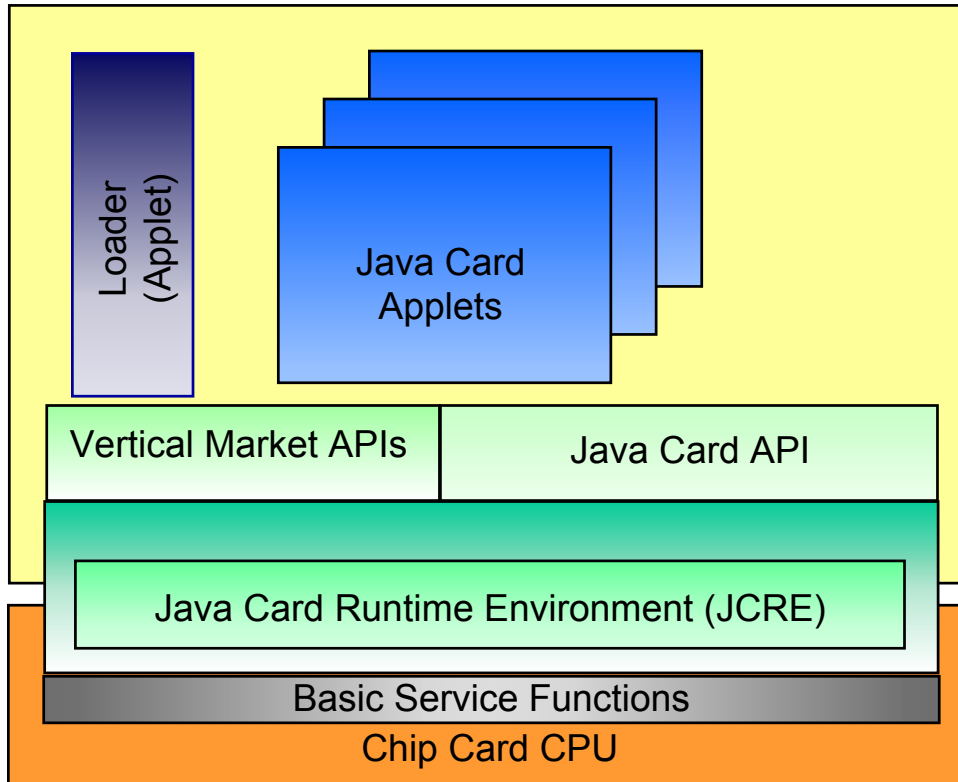 Loader
(Applet)
Java Card
Applets
Vertical Market APIs
Java Card API
Java Card Runtime Environment (JCRE)
Basic Service Functions
Chip Card CPU